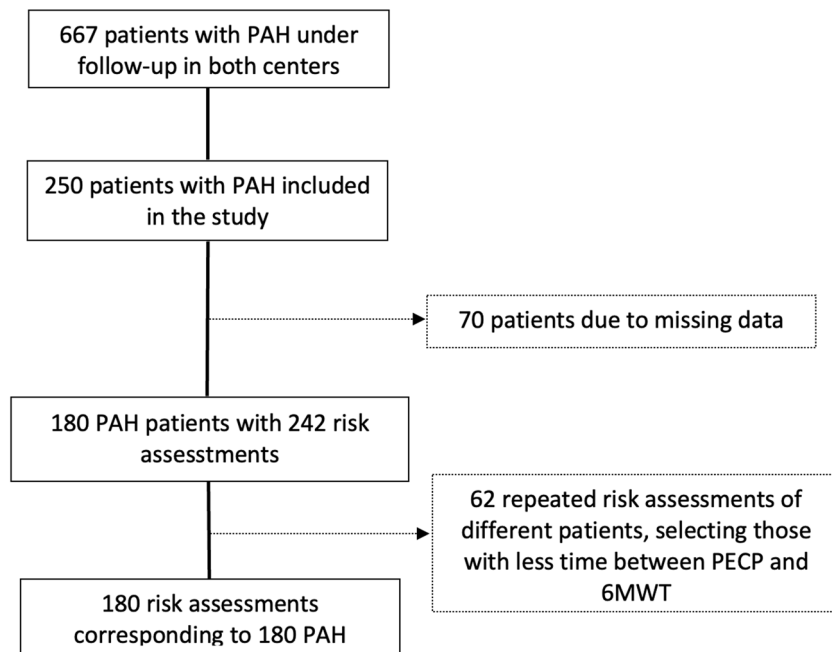 667 patients with PAH under
follow-up in both centers
250 patients with PAH included
in the study
70 patients due to missing data
180 PAH patients with 242 risk
assesstments
62 repeated risk assessments of
different patients, selecting those
with less time between PECP and
6MWT
180 risk assessments
corresponding to 180 PAH